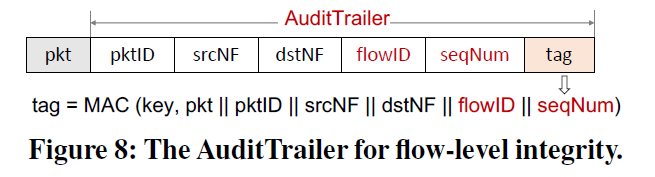 AuditTrailer
pkt pktID srcNF dstNF flowID seqNum tag
tag = MAC (key, pkt || pktID || srcNF || dstNF || flowID || seqNum)
Figure 8: The AuditTrailer for flow-level integrity.